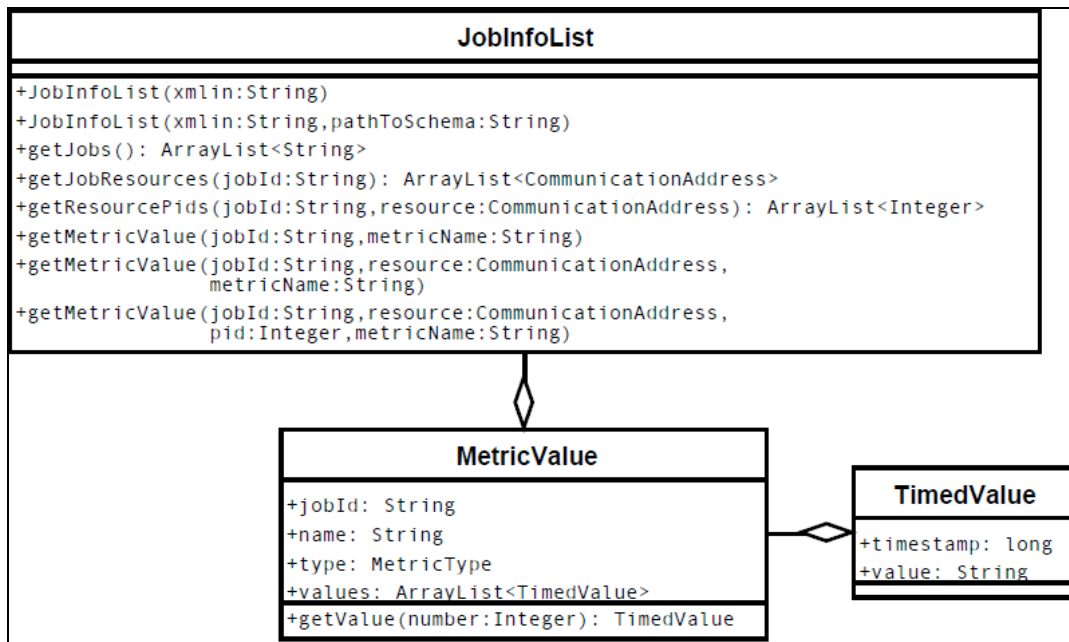 JobInfoList
+JobInfoList(xmlin:String)
+JobInfoList(xmlin:String,pathToSchema:String)
+getJobs(): ArrayList<String>
+getJobResources(jobId:String): ArrayList<CommunicationAddress>
+getResourcePids(jobId:String,resource:CommunicationAddress): ArrayList<Integer>
+getMetricValue(jobId:String,metricName:String)
+getMetricValue(jobId:String,resource:CommunicationAddress,
metricName:String)
+getMetricValue(jobId:String,resource:CommunicationAddress,
pid:Integer,metricName:String)
MetricValue
+jobId: String
+name: String
+type: MetricType
+values: ArrayList<TimedValue>
+getValue(number:Integer): TimedValue
TimedValue
+timestamp: long
+value: String